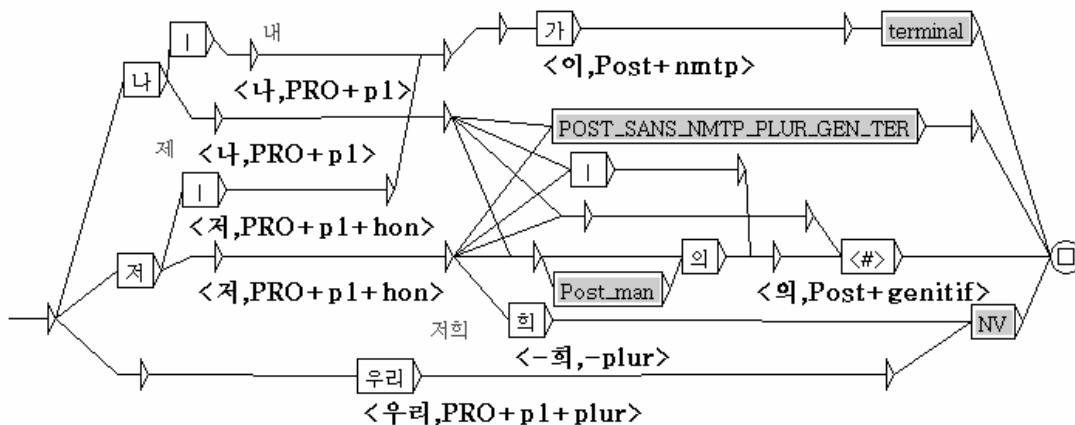 ㅣ
내
가
terminal
나
<이,Post+nmtp>
<나,PRO+p1>
POST_SANS_NMTP_PLUR_GEN_TER
제
<나,PRO+p1>
ㅣ
ㅣ
<저,PRO+p1+hon>
저
의
<#>
<저,PRO+p1+hon>
Post_man
<의,Post+genitif>
저희
희
NV
<-희,-plur>
우리
<우리,PRO+p1+plur>